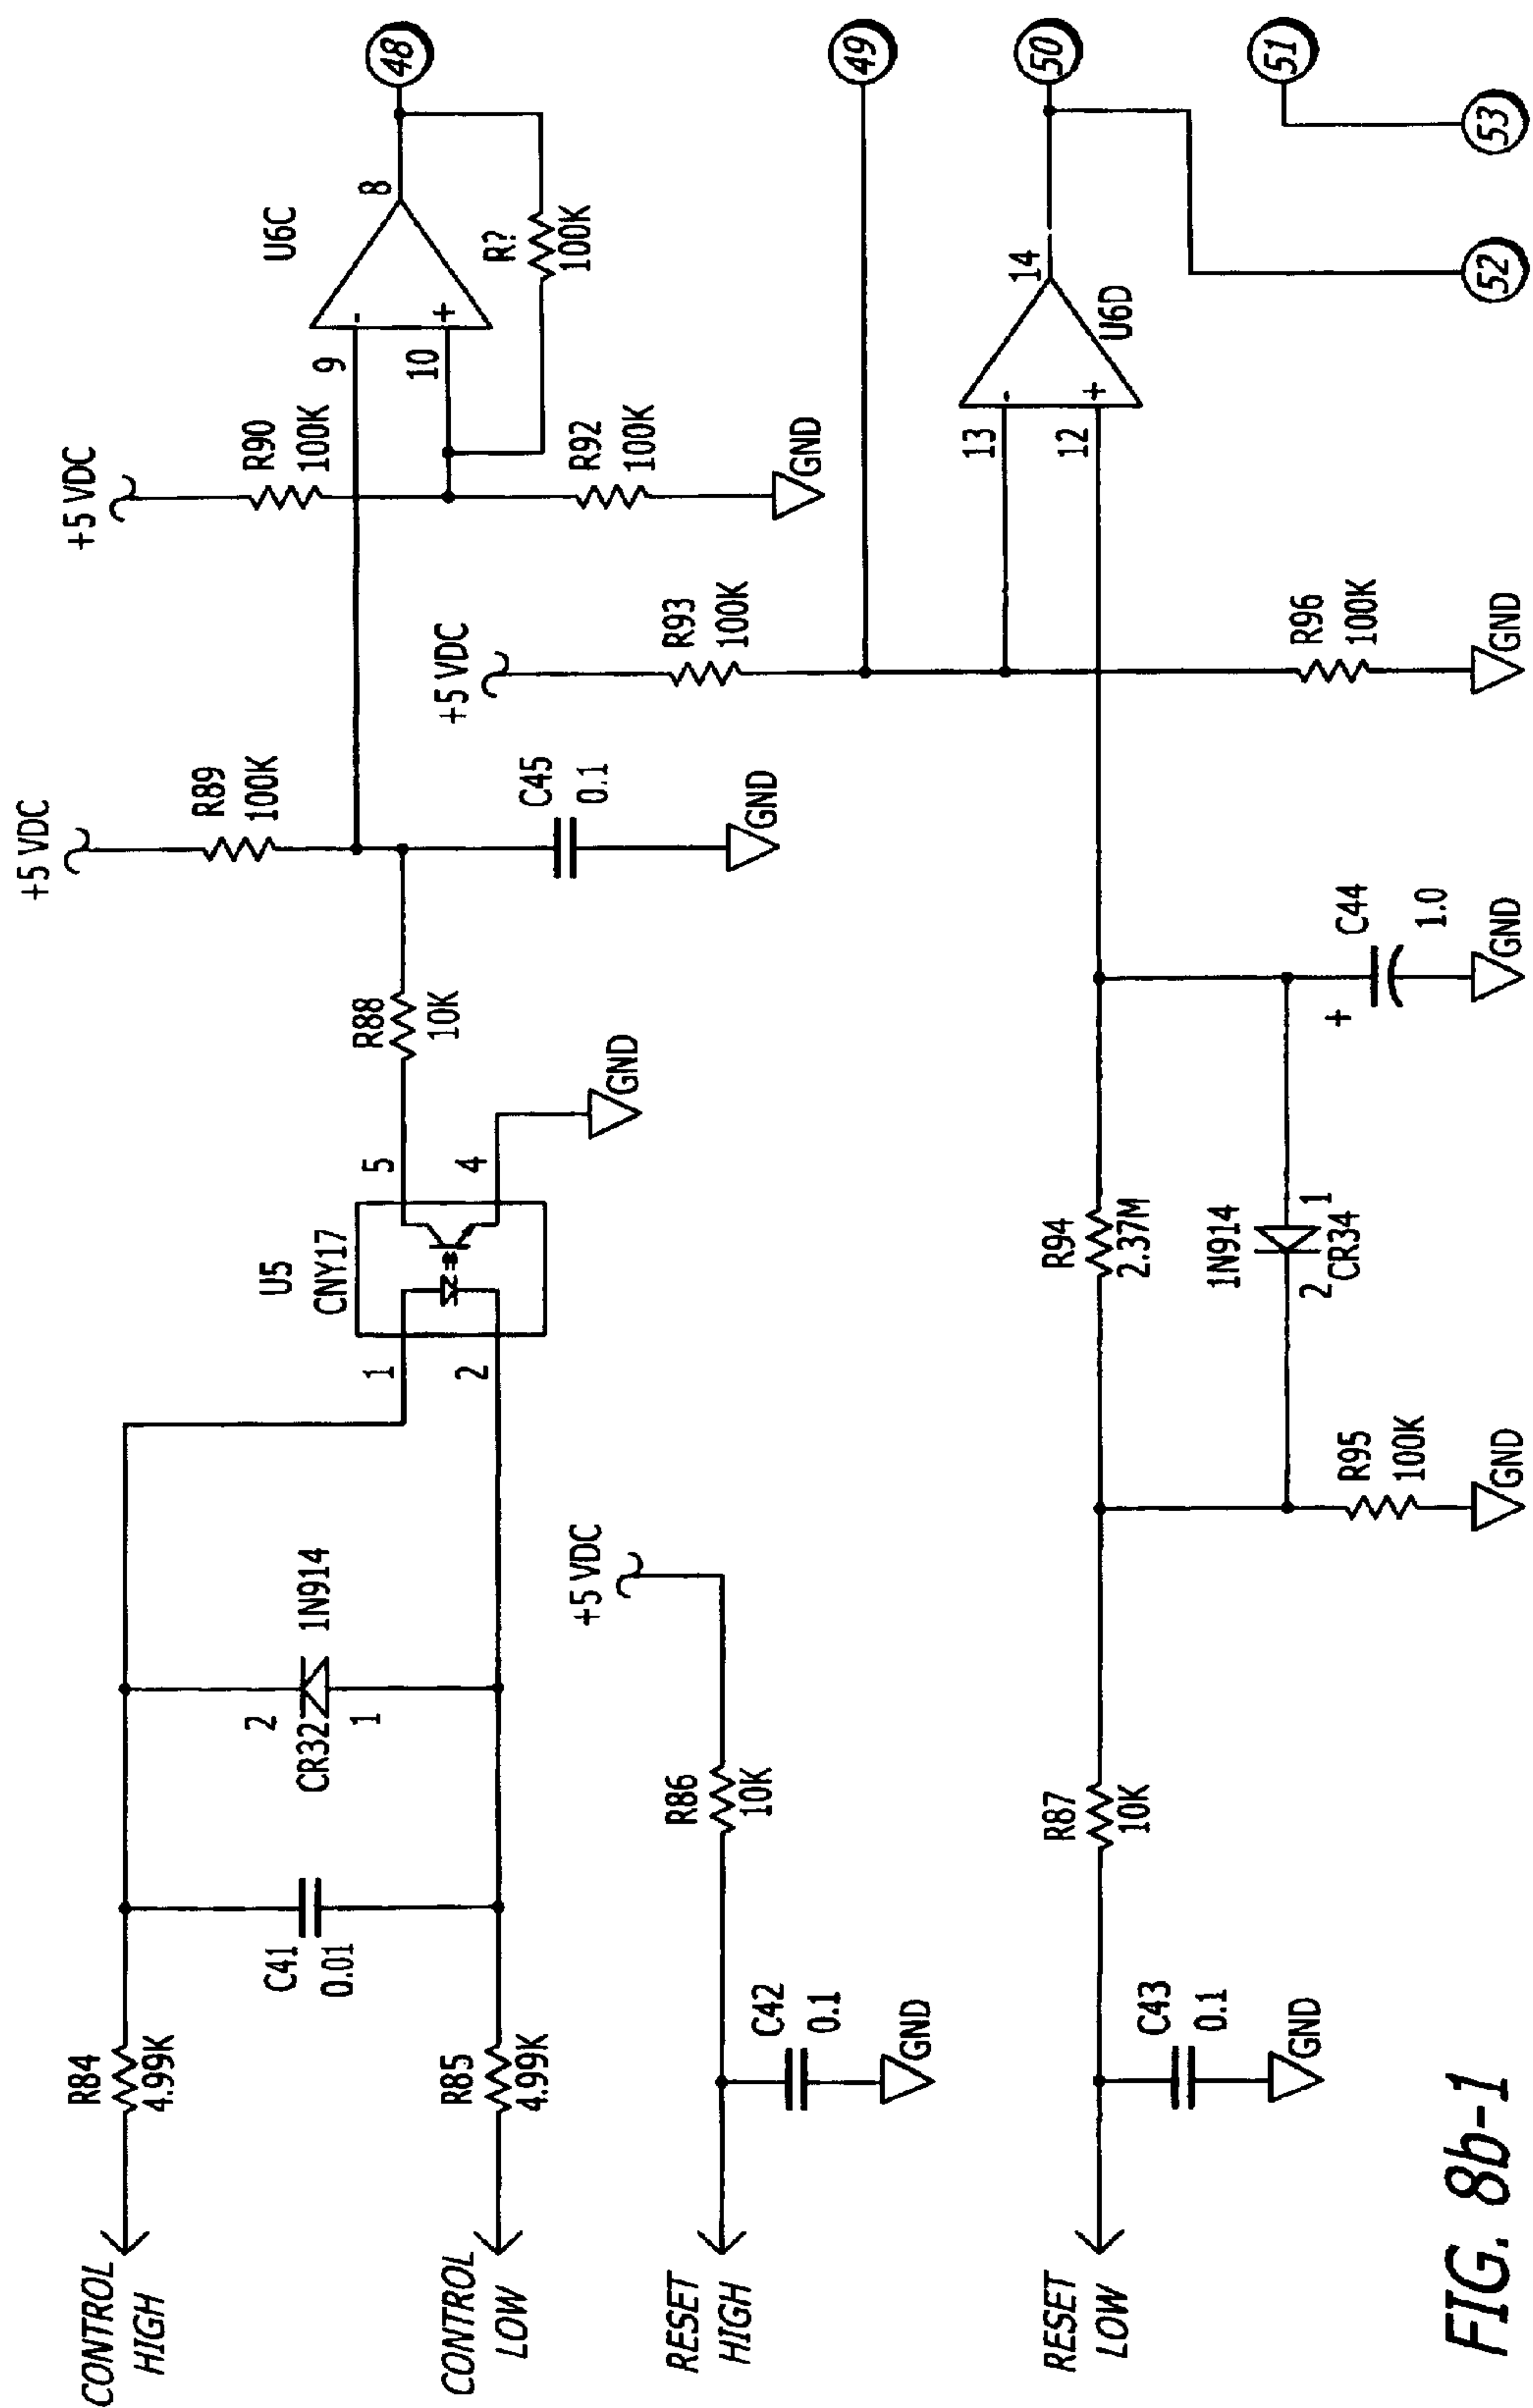 CONTROL
HIGH
R84
4.99K
C41
0.01
2
CR32
1
1N914
CONTROL
LOW
R85
4.99K
U5
CNY17
1
2
5
4
GND
R88
10K
+5 VDC
R89
100K
C45
0.1
GND
+5 VDC
R90
100K
R92
100K
GND
9
10
-
+
U6C
8
R?
100K
48
RESET
HIGH
C42
0.1
GND
R86
10K
+5 VDC
+5 VDC
R93
100K
49
RESET
LOW
C43
0.1
GND
R87
10K
R95
100K
GND
R94
2.37M
1N914
2
1
CR34
+
C44
1.0
GND
R96
100K
GND
13
12
-
+
14
U6D
50
51
52
53
FIG. 8b-1